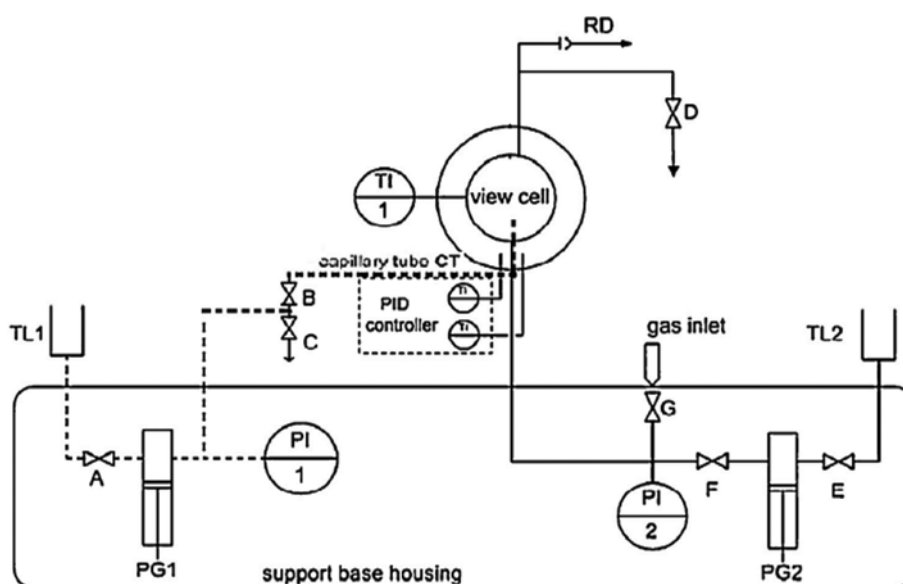 RD
D
TI
1
view cell
capillary tubo CT
B
TI
PID
controller
TI
C
TL1
gas inlet
TL2
G
A
PI
1
F
E
PI
2
PG1
PG2
support base housing